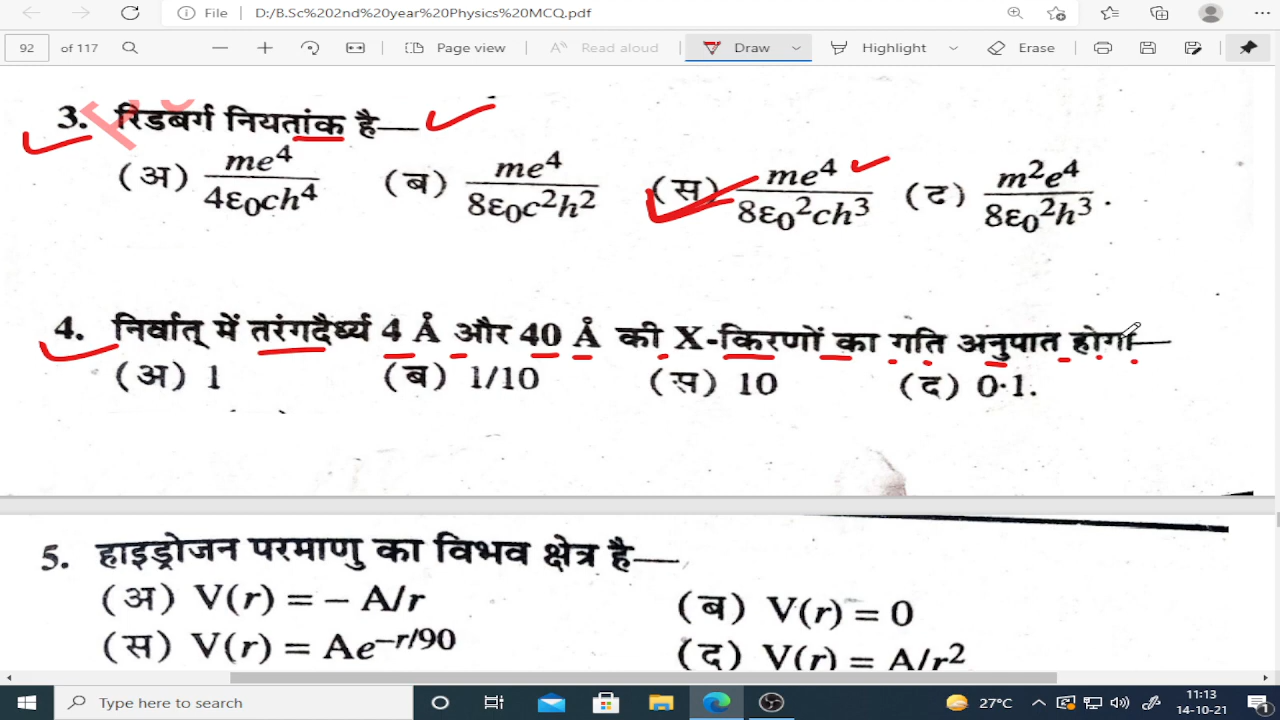 File D:/B.Sc%202nd%20year%20Physics%20MCQ.pdf
92 of 117 Page view Read aloud Draw Highlight Erase
3. रिडबर्ग नियतांक है—
(अ) me⁴/4ε₀ch⁴ (ब) me⁴/8ε₀c²h² (स) me⁴/8ε₀²ch³ (द) m²e⁴/8ε₀²h³.
4. निर्वात् में तरंगदैर्ध्य 4 Å और 40 Å की X-किरणों का गति अनुपात होगा—
(अ) 1 (ब) 1/10 (स) 10 (द) 0·1.
5. हाइड्रोजन परमाणु का विभव क्षेत्र है—
(अ) V(r) = – A/r (ब) V(r) = 0
(स) V(r) = Ae^–r/90 (द) V(r) = A/r²
Type here to search 27°C 11:13
14-10-21 1